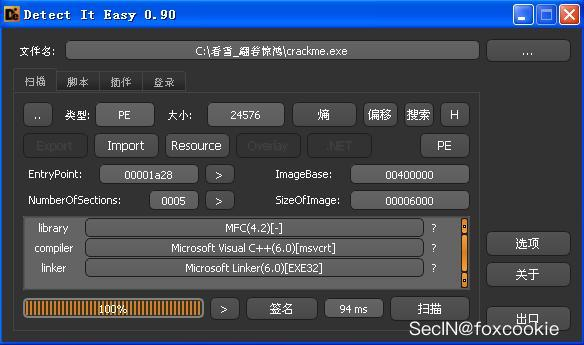 Detect It Easy 0.90
文件名: C:\看雪_翩若惊鸿\crackme.exe ...
扫描 脚本 插件 登录
.. 类型: PE 大小: 24576 熵 偏移 搜索 H
Export Import Resource Overlay .NET PE
EntryPoint: 00001a28 > ImageBase: 00400000
NumberOfSections: 0005 > SizeOfImage: 00006000
library MFC(4.2)[-] ?
compiler Microsoft Visual C++(6.0)[msvcrt] ?
linker Microsoft Linker(6.0)[EXE32] ?
选项
关于
100% > 签名 94 ms 扫描
出口
SecIN@foxcookie